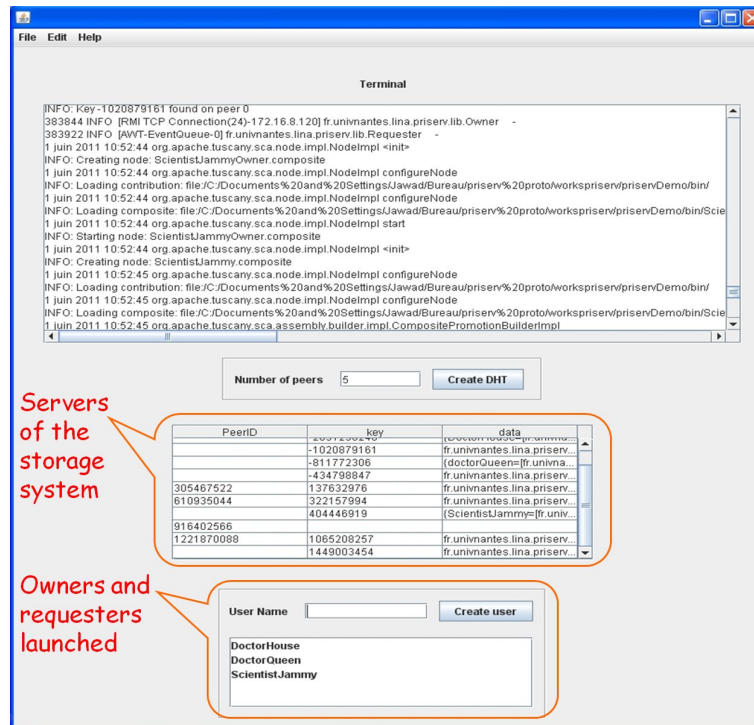 File Edit Help
Terminal
INFO: Key -1020879161 found on peer 0
383844 INFO [RMI TCP Connection(24)-172.16.8.120] fr.univnantes.lina.priserv.lib.Owner -
383922 INFO [AWT-EventQueue-0] fr.univnantes.lina.priserv.lib.Requester -
1 juin 2011 10:52:44 org.apache.tuscany.sca.node.impl.NodeImpl <init>
INFO: Creating node: ScientistJammyOwner.composite
1 juin 2011 10:52:44 org.apache.tuscany.sca.node.impl.NodeImpl configureNode
INFO: Loading contribution: file:/C:/Documents%20and%20Settings/Jawad/Bureau/priserv%20proto/workspriserv/priservDemo/bin/
1 juin 2011 10:52:44 org.apache.tuscany.sca.node.impl.NodeImpl configureNode
INFO: Loading composite: file:/C:/Documents%20and%20Settings/Jawad/Bureau/priserv%20proto/workspriserv/priservDemo/bin/Scie
1 juin 2011 10:52:44 org.apache.tuscany.sca.node.impl.NodeImpl start
INFO: Starting node: ScientistJammyOwner.composite
1 juin 2011 10:52:44 org.apache.tuscany.sca.node.impl.NodeImpl <init>
INFO: Creating node: ScientistJammy.composite
1 juin 2011 10:52:45 org.apache.tuscany.sca.node.impl.NodeImpl configureNode
INFO: Loading contribution: file:/C:/Documents%20and%20Settings/Jawad/Bureau/priserv%20proto/workspriserv/priservDemo/bin/
1 juin 2011 10:52:45 org.apache.tuscany.sca.node.impl.NodeImpl configureNode
INFO: Loading composite: file:/C:/Documents%20and%20Settings/Jawad/Bureau/priserv%20proto/workspriserv/priservDemo/bin/Scie
1 juin 2011 10:52:45 org.apache.tuscany.sca.assembly.builder.impl.CompositePromotionBuilderImpl
Number of peers 5 Create DHT
Servers
of the
storage
system
PeerID key data
-1020879161 fr.univnantes.lina.priserv...
-811772306 {doctorQueen=[fr.univna...
-434798847 fr.univnantes.lina.priserv...
305467522 137632976 fr.univnantes.lina.priserv...
610935044 322157994 fr.univnantes.lina.priserv...
404446919 {ScientistJammy=[fr.univ...
916402566
1221870088 1065208257 fr.univnantes.lina.priserv...
1449003454 fr.univnantes.lina.priserv...
Owners and
requesters
launched
User Name Create user
DoctorHouse
DoctorQueen
ScientistJammy